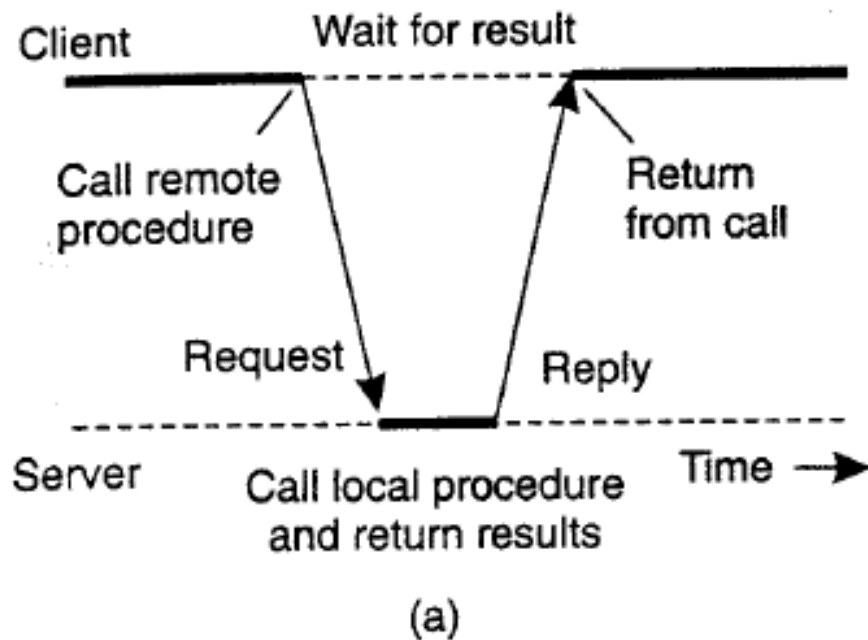 Client
Wait for result
Call remote
procedure
Return
from call
Request
Reply
Server
Call local procedure
and return results
Time
(a)